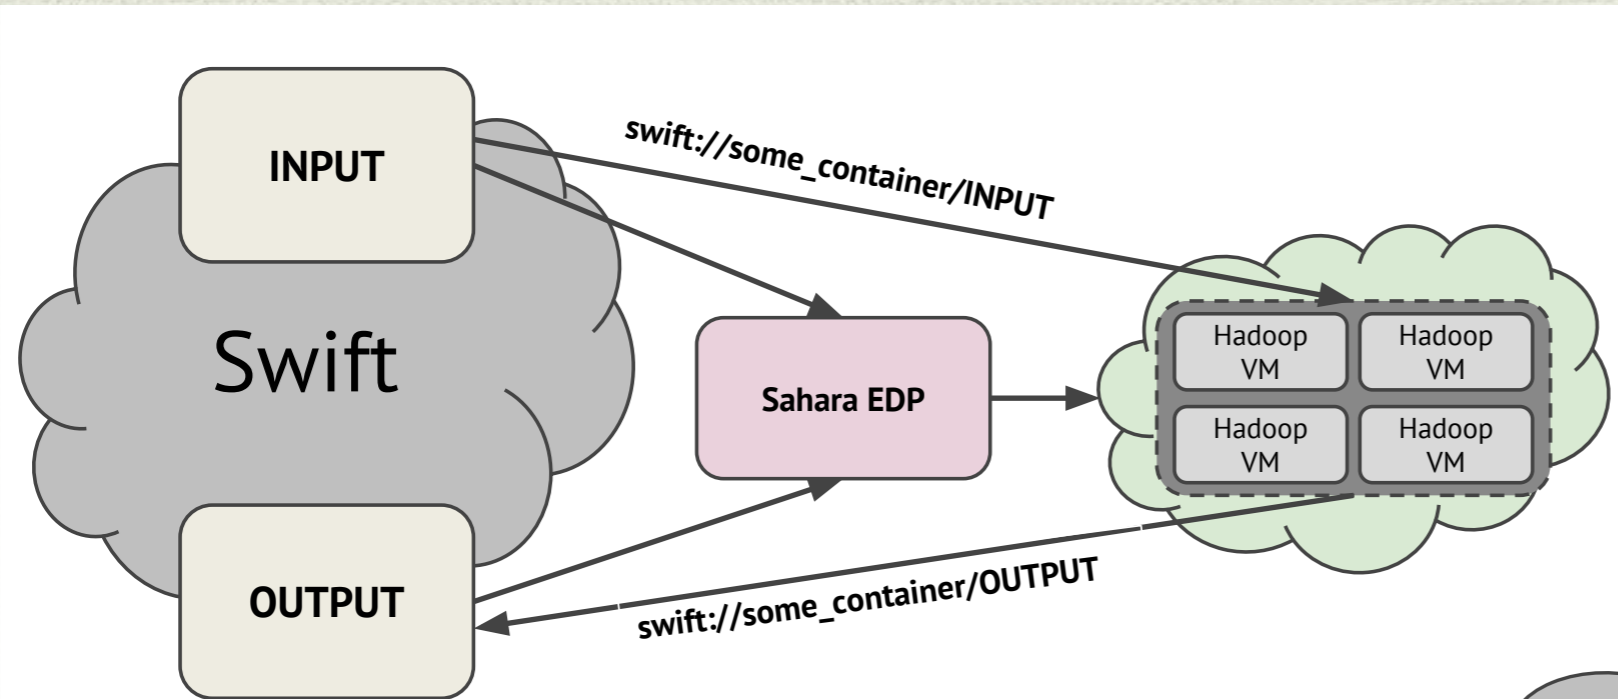 INPUT
swift://some_container/INPUT
Swift
Sahara EDP
Hadoop
VM
Hadoop
VM
Hadoop
VM
Hadoop
VM
OUTPUT
swift://some_container/OUTPUT